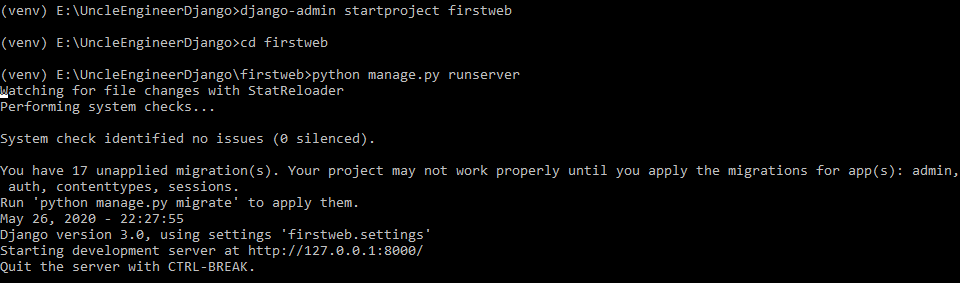 (venv) E:\UncleEngineerDjango>django-admin startproject firstweb
(venv) E:\UncleEngineerDjango>cd firstweb
(venv) E:\UncleEngineerDjango\firstweb>python manage.py runserver
Watching for file changes with StatReloader
Performing system checks...
System check identified no issues (0 silenced).
You have 17 unapplied migration(s). Your project may not work properly until you apply the migrations for app(s): admin,
 auth, contenttypes, sessions.
Run 'python manage.py migrate' to apply them.
May 26, 2020 - 22:27:55
Django version 3.0, using settings 'firstweb.settings'
Starting development server at http://127.0.0.1:8000/
Quit the server with CTRL-BREAK.